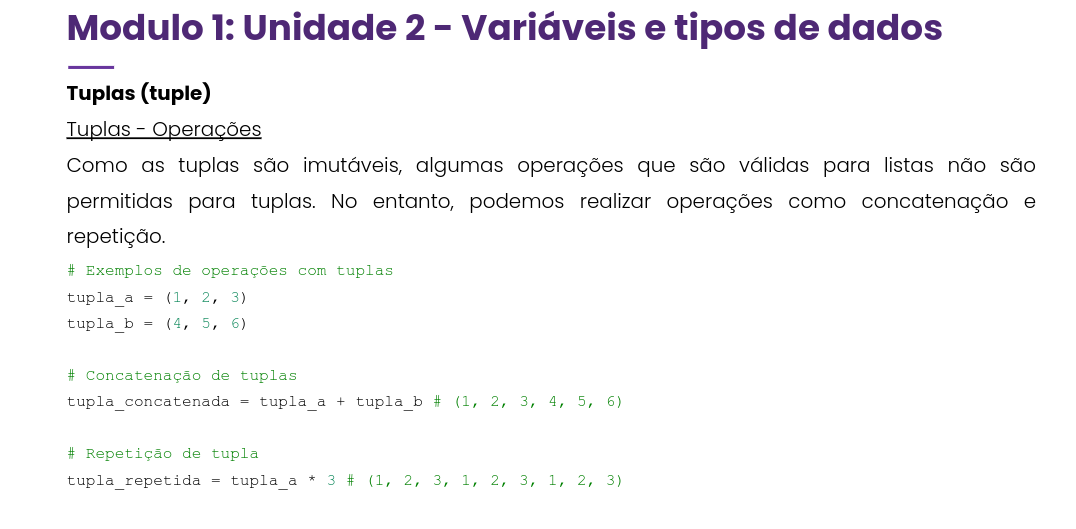 Modulo 1: Unidade 2 - Variáveis e tipos de dados
Tuplas (tuple)
Tuplas - Operações
Como as tuplas são imutáveis, algumas operações que são válidas para listas não são
permitidas para tuplas. No entanto, podemos realizar operações como concatenação e
repetição.
# Exemplos de operações com tuplas
tupla_a = (1, 2, 3)
tupla_b = (4, 5, 6)
# Concatenação de tuplas
tupla_concatenada = tupla_a + tupla_b # (1, 2, 3, 4, 5, 6)
# Repetição de tupla
tupla_repetida = tupla_a * 3 # (1, 2, 3, 1, 2, 3, 1, 2, 3)